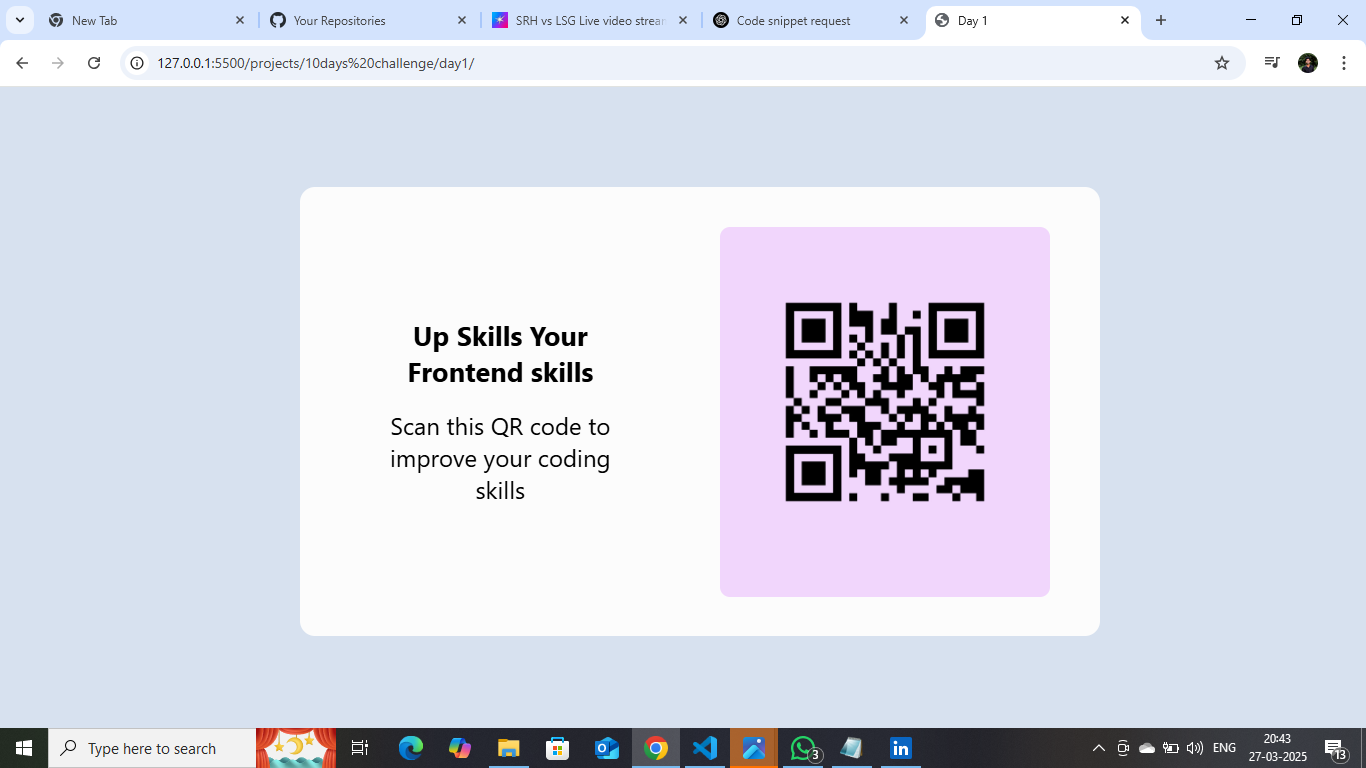 New Tab
Your Repositories
SRH vs LSG Live video strear
Code snippet request
Day 1
127.0.0.1:5500/projects/10days%20challenge/day1/
Up Skills Your
Frontend skills
Scan this QR code to
improve your coding
skills
Type here to search
3
ENG
20:43
27-03-2025
13